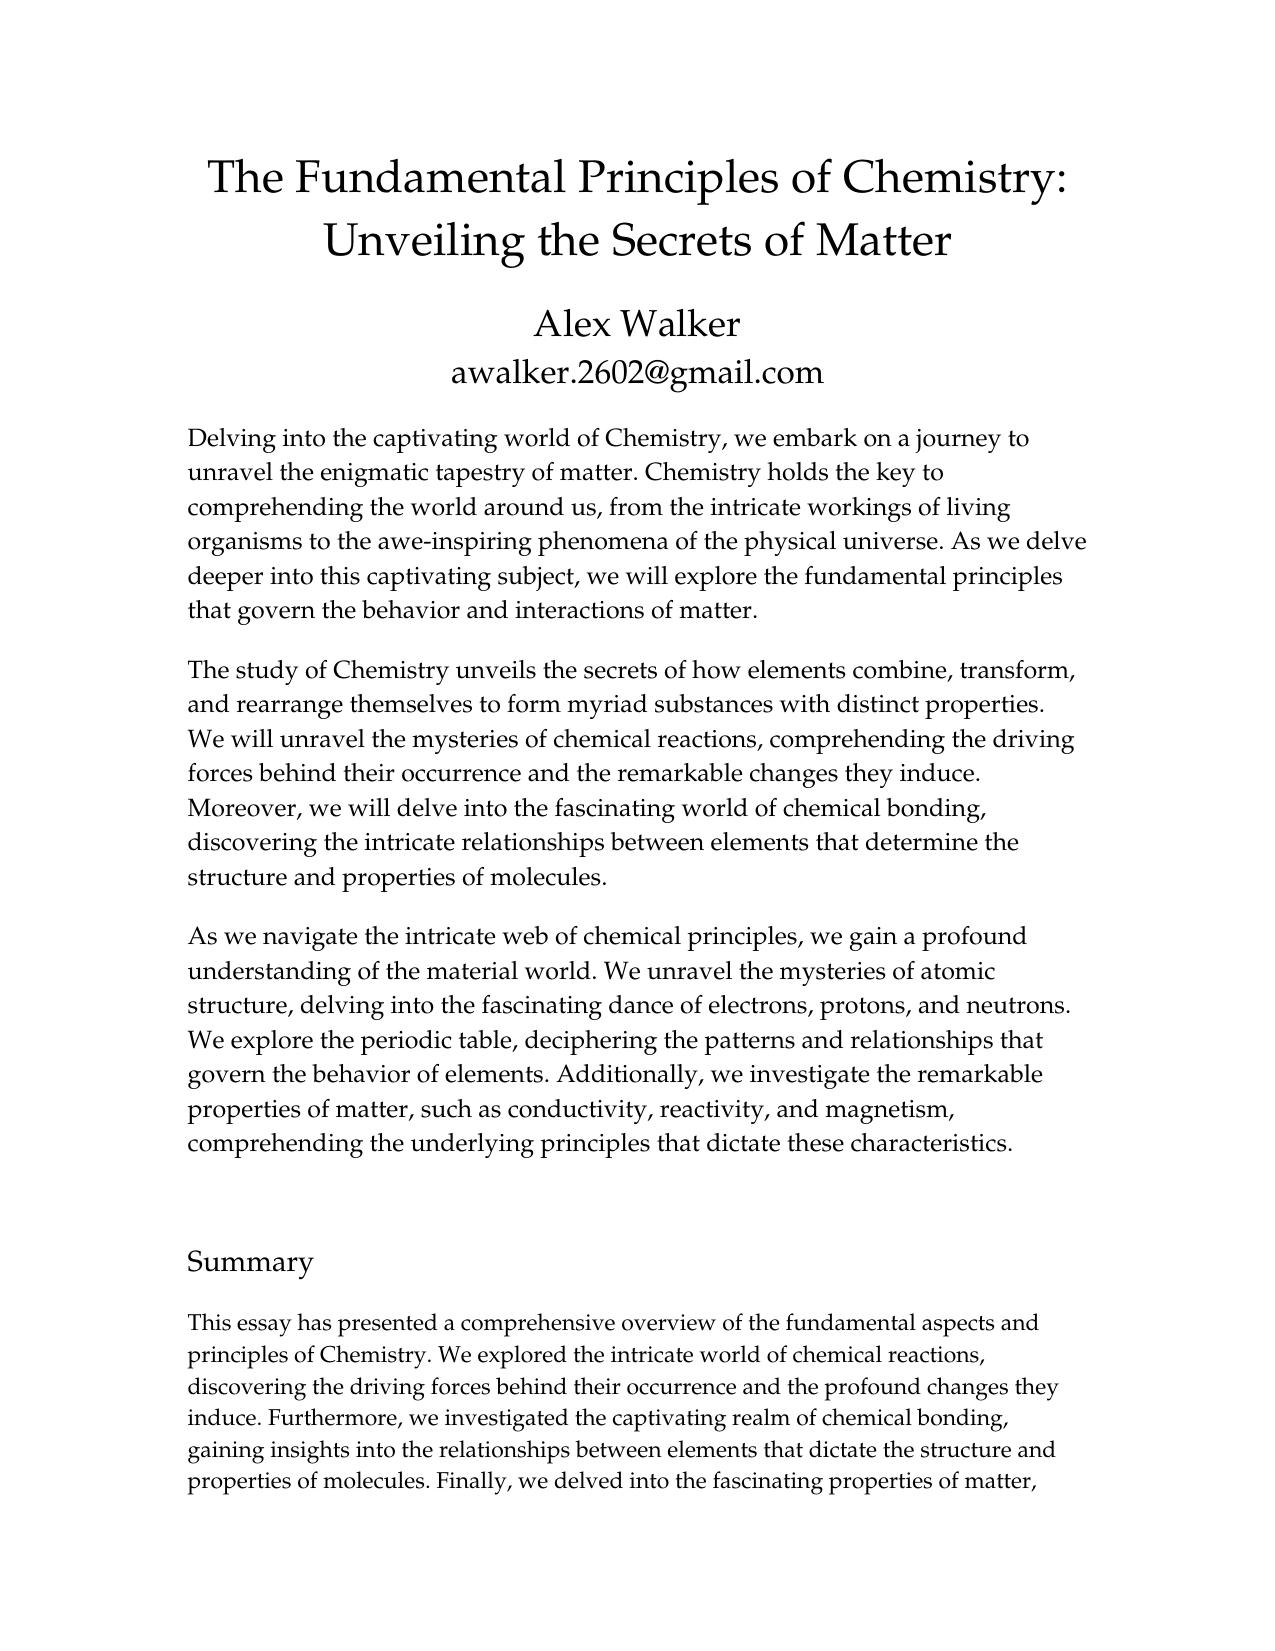 The Fundamental Principles of Chemistry:
Unveiling the Secrets of Matter
Alex Walker
awalker.2602@gmail.com
Delving into the captivating world of Chemistry, we embark on a journey to
unravel the enigmatic tapestry of matter. Chemistry holds the key to
comprehending the world around us, from the intricate workings of living
organisms to the awe-inspiring phenomena of the physical universe. As we delve
deeper into this captivating subject, we will explore the fundamental principles
that govern the behavior and interactions of matter.
The study of Chemistry unveils the secrets of how elements combine, transform,
and rearrange themselves to form myriad substances with distinct properties.
We will unravel the mysteries of chemical reactions, comprehending the driving
forces behind their occurrence and the remarkable changes they induce.
Moreover, we will delve into the fascinating world of chemical bonding,
discovering the intricate relationships between elements that determine the
structure and properties of molecules.
As we navigate the intricate web of chemical principles, we gain a profound
understanding of the material world. We unravel the mysteries of atomic
structure, delving into the fascinating dance of electrons, protons, and neutrons.
We explore the periodic table, deciphering the patterns and relationships that
govern the behavior of elements. Additionally, we investigate the remarkable
properties of matter, such as conductivity, reactivity, and magnetism,
comprehending the underlying principles that dictate these characteristics.
Summary
This essay has presented a comprehensive overview of the fundamental aspects and
principles of Chemistry. We explored the intricate world of chemical reactions,
discovering the driving forces behind their occurrence and the profound changes they
induce. Furthermore, we investigated the captivating realm of chemical bonding,
gaining insights into the relationships between elements that dictate the structure and
properties of molecules. Finally, we delved into the fascinating properties of matter,